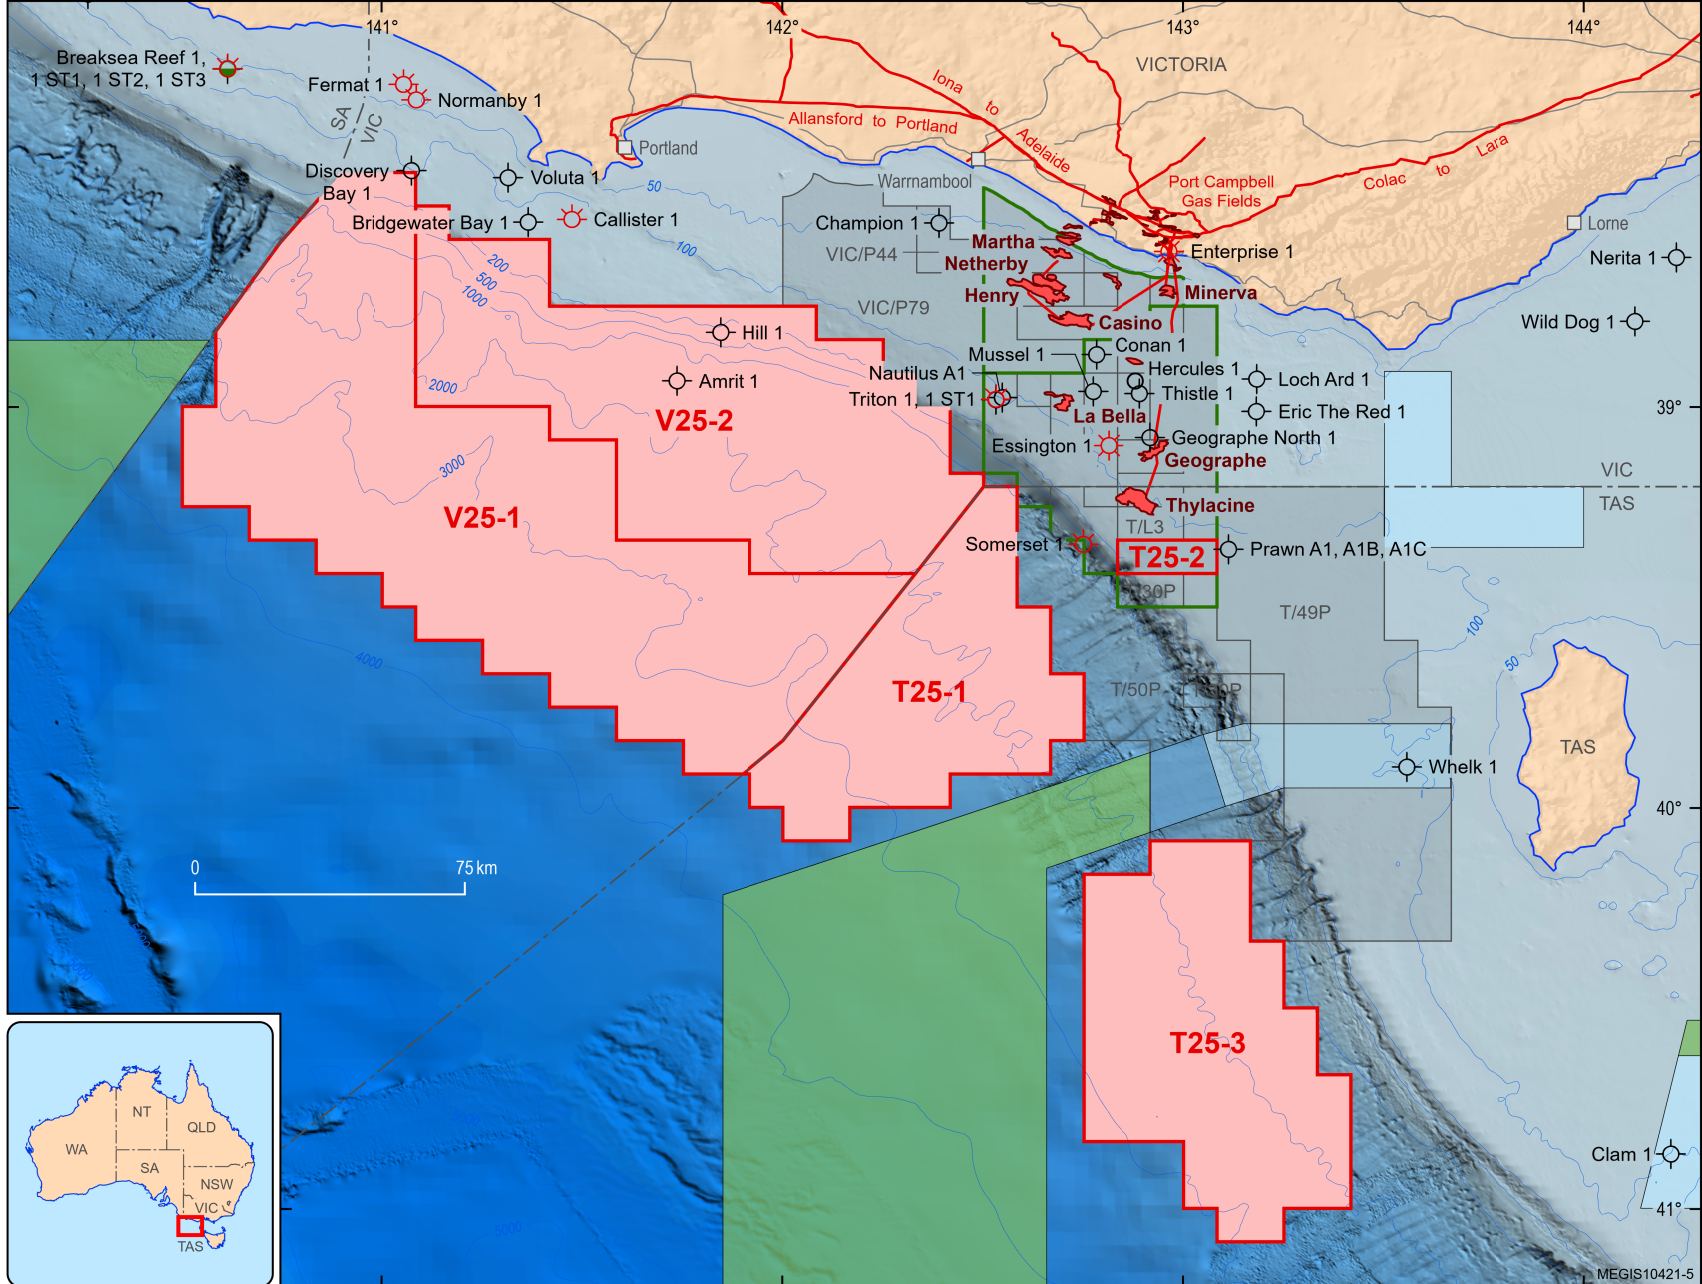 141°
142°
143°
144°
Breaksea Reef 1,
1 ST1, 1 ST2, 1 ST3
Fermat 1
Normanby 1
SA
VIC
VICTORIA
Iona to Adelaide
Allansford to Portland
Portland
Colac to Lara
Port Campbell
Gas Fields
Discovery
Bay 1
Voluta 1
Warrnambool
50
Bridgewater Bay 1
Callister 1
Champion 1
Lorne
100
Martha
VIC/P44
Enterprise 1
Nerita 1
200
500
1000
Netherby
Henry
Minerva
VIC/P79
Casino
Wild Dog 1
Hill 1
Conan 1
Mussel 1
Hercules 1
Nautilus A1
Amrit 1
2000
Loch Ard 1
Thistle 1
Triton 1, 1 ST1
39°
V25-2
La Bella
Eric The Red 1
Essington 1
Geographe North 1
Geographe
3000
VIC
TAS
V25-1
Thylacine
T/L3
Somerset 1
T25-2
Prawn A1, A1B, A1C
30P
T/49P
100
4000
50
T25-1
T/50P
TAS
Whelk 1
40°
0
75 km
5000
5000
T25-3
NT
QLD
WA
SA
NSW
VIC
TAS
Clam 1
41°
5000
MEGIS10421-5